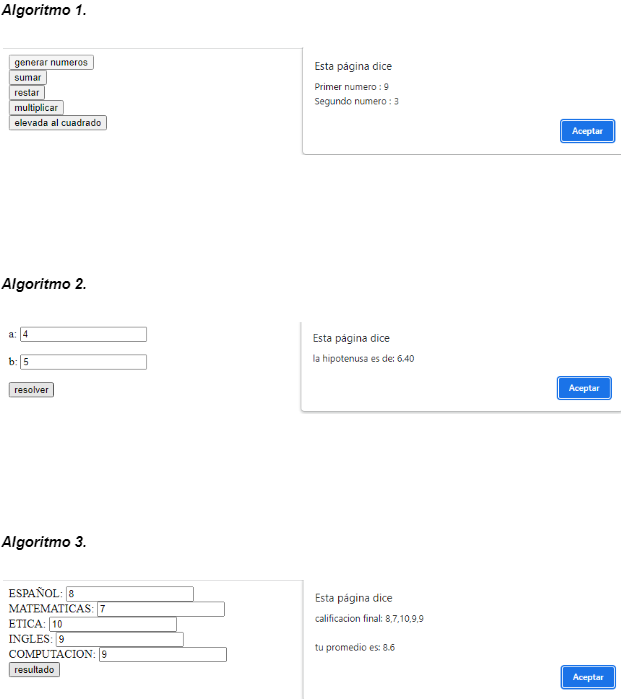 Algoritmo 1.
generar numeros
sumar
restar
multiplicar
elevada al cuadrado
Esta página dice
Primer numero : 9
Segundo numero : 3
Aceptar
Algoritmo 2.
a: 4
b: 5
resolver
Esta página dice
la hipotenusa es de: 6.40
Aceptar
Algoritmo 3.
ESPAÑOL: 8
MATEMATICAS: 7
ETICA: 10
INGLES: 9
COMPUTACION: 9
resultado
Esta página dice
calificacion final: 8,7,10,9,9
tu promedio es: 8.6
Aceptar